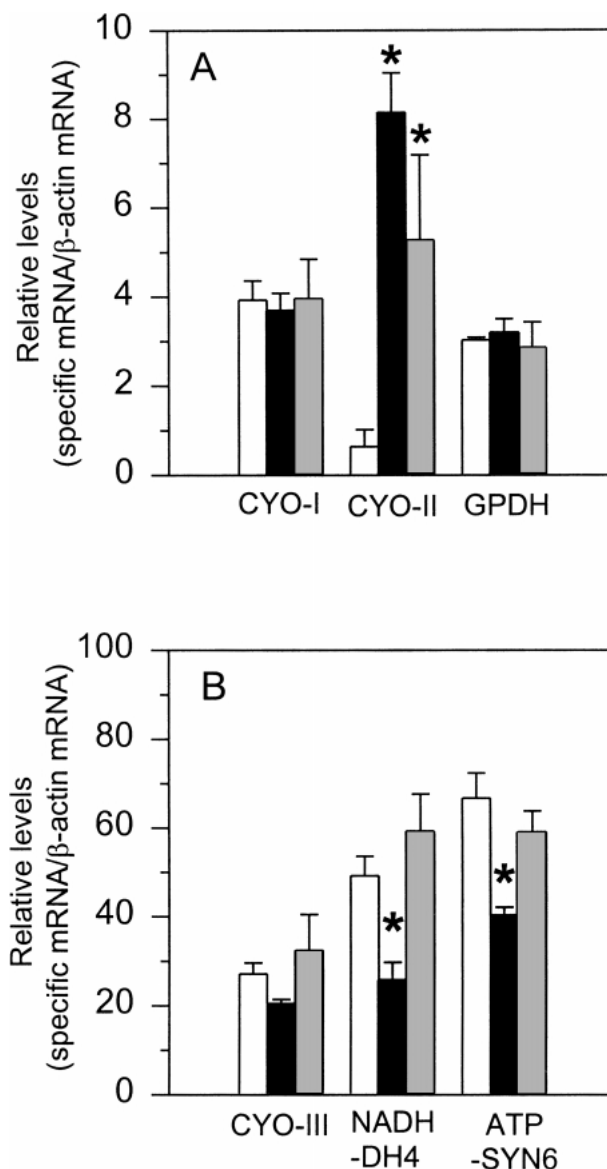 A
Relative levels
(specific mRNA/β-actin mRNA)
10
8
6
4
2
0
*
*
CYO-I CYO-II GPDH
B
Relative levels
(specific mRNA/β-actin mRNA)
100
80
60
40
20
0
*
*
CYO-III NADH ATP
-DH4 -SYN6